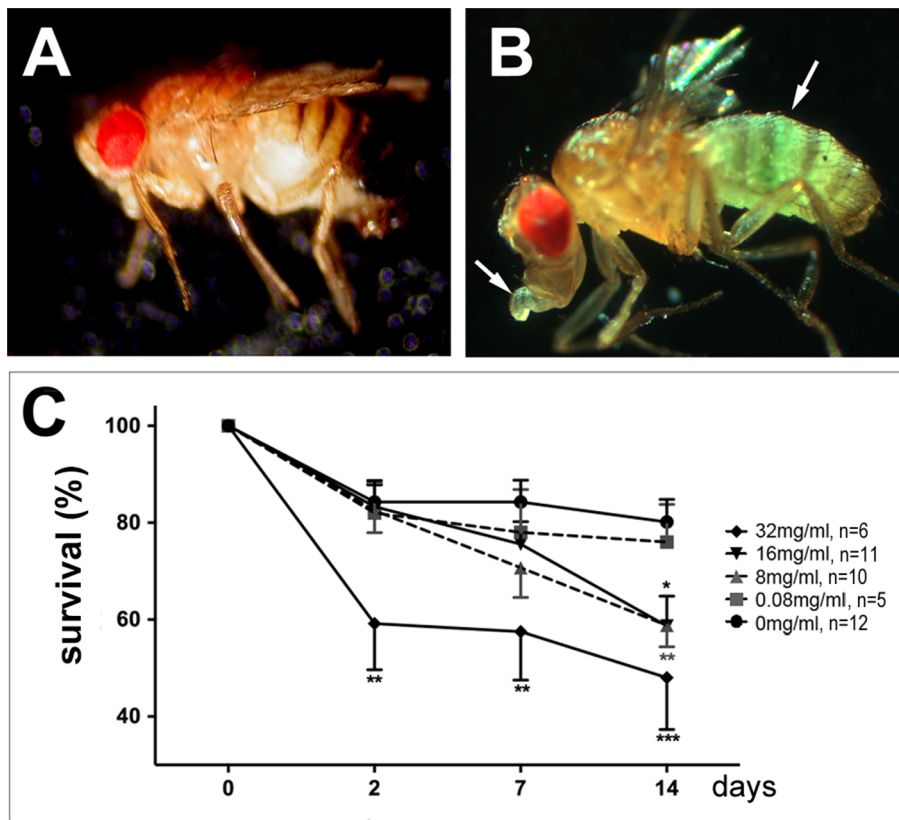 A
B
C
survival (%)
100
80
60
40
0
2
7
14
days
**
**
*
**
***
32mg/ml, n=6
16mg/ml, n=11
8mg/ml, n=10
0.08mg/ml, n=5
0mg/ml, n=12